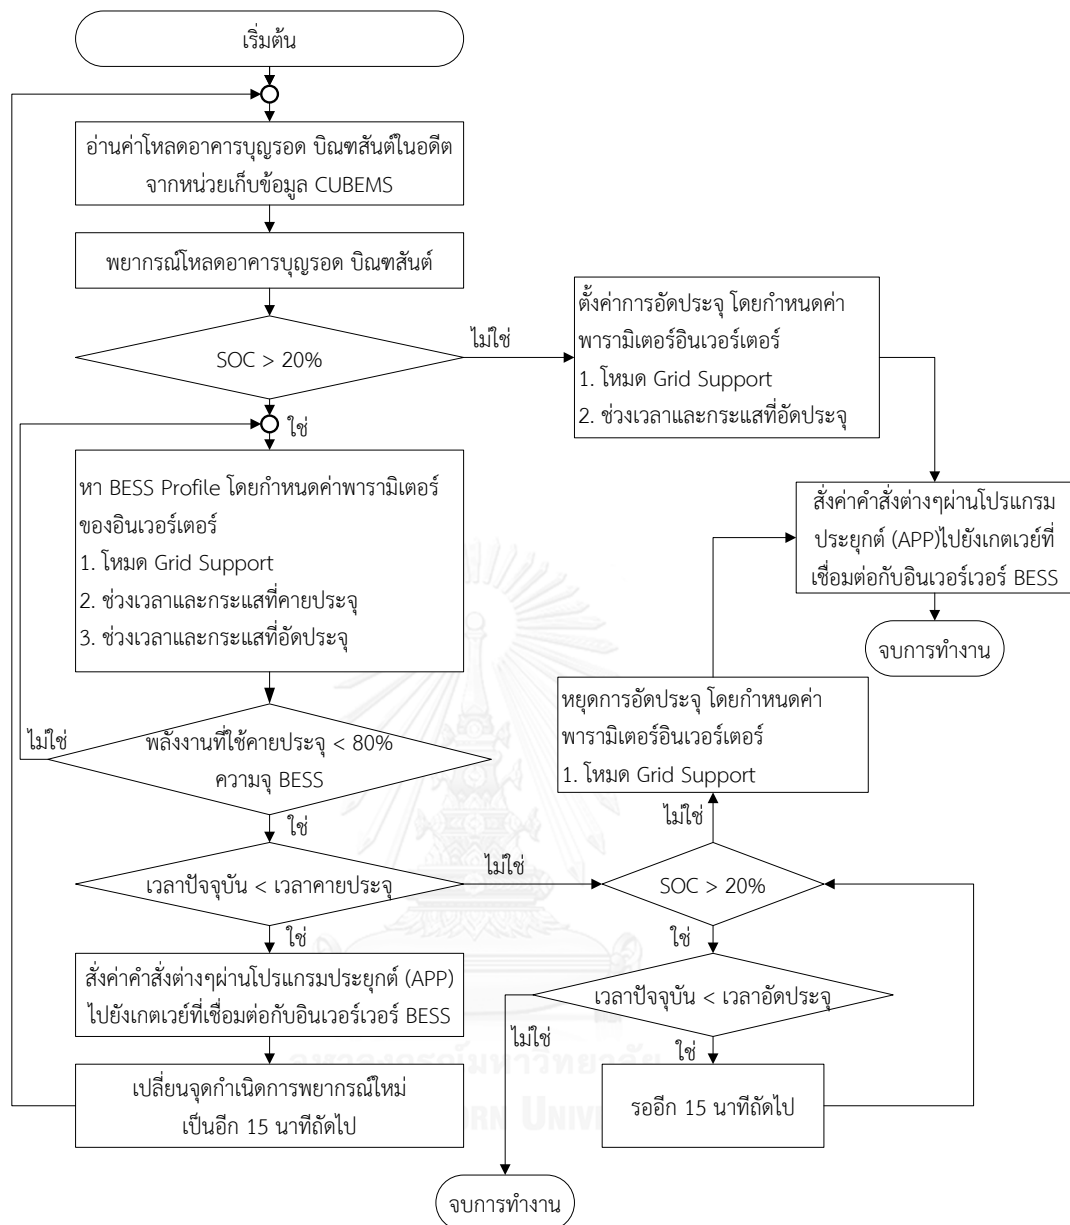 เริ่มต้น
อ่านค่าโหลดอาคารบุญรอด บิณฑสันต์ในอดีต
จากหน่วยเก็บข้อมูล CUBEMS
พยากรณ์โหลดอาคารบุญรอด บิณฑสันต์
SOC > 20%
ไม่ใช่
ตั้งค่าการอัดประจุ โดยกำหนดค่า
พารามิเตอร์อินเวอร์เตอร์
1. โหมด Grid Support
2. ช่วงเวลาและกระแสที่อัดประจุ
ใช่
หา BESS Profile โดยกำหนดค่าพารามิเตอร์
ของอินเวอร์เตอร์
1. โหมด Grid Support
2. ช่วงเวลาและกระแสที่คายประจุ
3. ช่วงเวลาและกระแสที่อัดประจุ
สั่งค่าคำสั่งต่างๆผ่านโปรแกรม
ประยุกต์ (APP)ไปยังเกตเวย์ที่
เชื่อมต่อกับอินเวอร์เวอร์ BESS
จบการทำงาน
หยุดการอัดประจุ โดยกำหนดค่า
พารามิเตอร์อินเวอร์เตอร์
1. โหมด Grid Support
ไม่ใช่
พลังงานที่ใช้คายประจุ < 80%
ความจุ BESS
ใช่
ไม่ใช่
เวลาปัจจุบัน < เวลาคายประจุ
ไม่ใช่
SOC > 20%
ใช่
ใช่
สั่งค่าคำสั่งต่างๆผ่านโปรแกรมประยุกต์ (APP)
ไปยังเกตเวย์ที่เชื่อมต่อกับอินเวอร์เวอร์ BESS
เวลาปัจจุบัน < เวลาอัดประจุ
ไม่ใช่
ใช่
เปลี่ยนจุดกำเนิดการพยากรณ์ใหม่
เป็นอีก 15 นาทีถัดไป
รออีก 15 นาทีถัดไป
จบการทำงาน